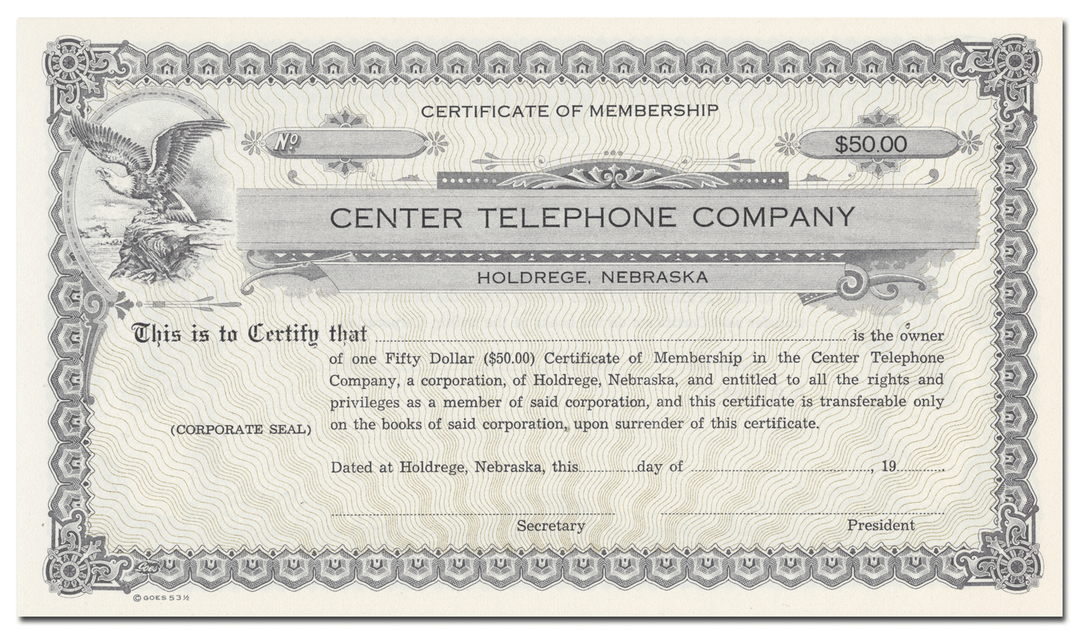 CERTIFICATE OF MEMBERSHIP
No
$50.00
CENTER TELEPHONE COMPANY
HOLDREGE, NEBRASKA
This is to Certify that ........ is the owner
of one Fifty Dollar ($50.00) Certificate of Membership in the Center Telephone
Company, a corporation, of Holdrege, Nebraska, and entitled to all the rights and
privileges as a member of said corporation, and this certificate is transferable only
on the books of said corporation, upon surrender of this certificate.
(CORPORATE SEAL)
Dated at Holdrege, Nebraska, this........day of ........, 19........
Secretary
President
Goes
© GOES 53 ½